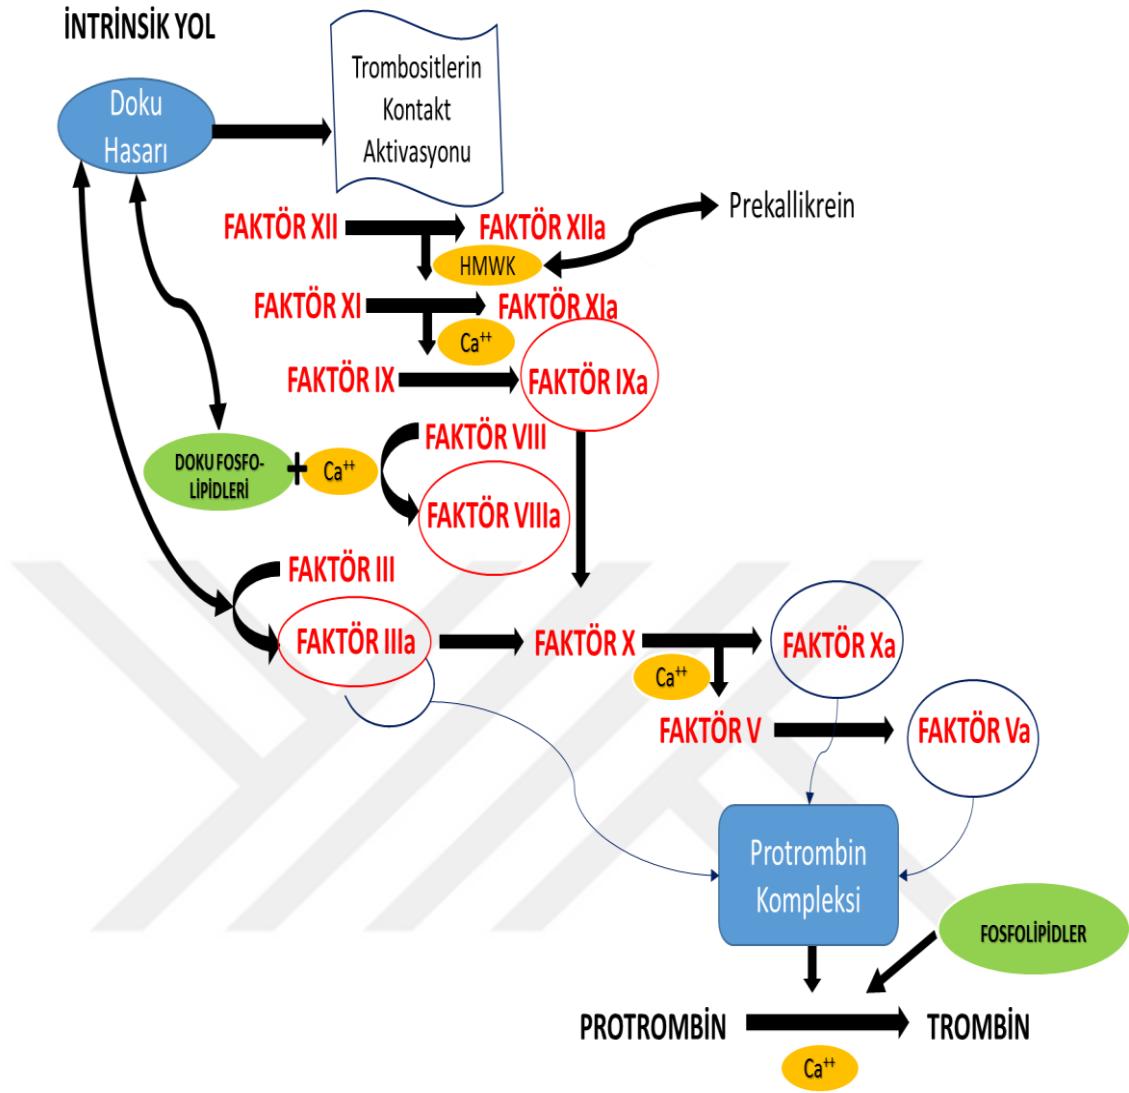 İNTRİNSİK YOL
Doku
Hasarı
Trombositlerin
Kontakt
Aktivasyonu
FAKTÖR XII
FAKTÖR XIIa
Prekallikrein
HMWK
FAKTÖR XI
FAKTÖR XIa
Ca⁺⁺
FAKTÖR IX
FAKTÖR IXa
FAKTÖR VIII
DOKU FOSFO-
LİPİDLERİ
+
Ca⁺⁺
FAKTÖR VIIIa
FAKTÖR III
FAKTÖR IIIa
FAKTÖR X
FAKTÖR Xa
Ca⁺⁺
FAKTÖR V
FAKTÖR Va
Protrombin
Kompleksi
FOSFOLİPİDLER
PROTROMBİN
TROMBİN
Ca⁺⁺